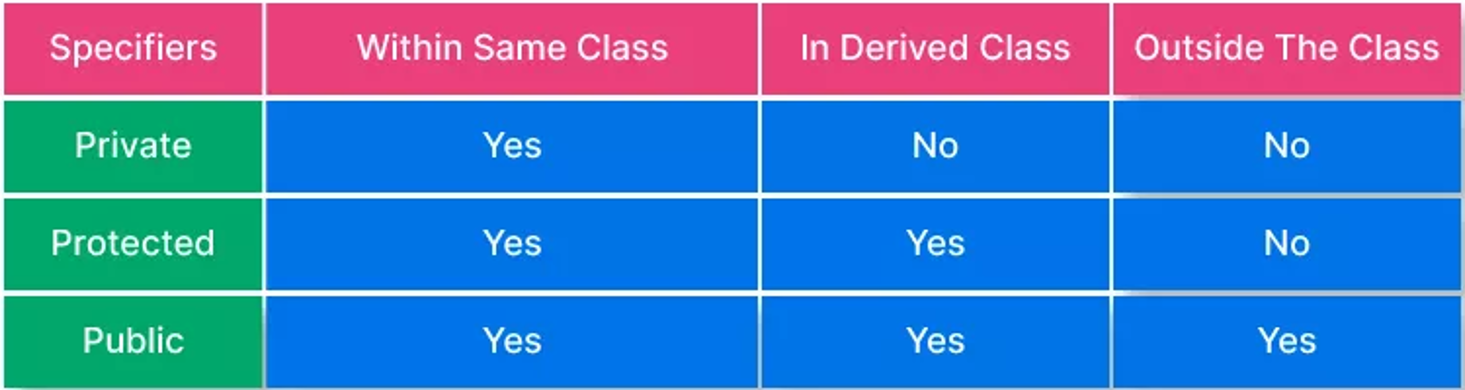 Specifiers Within Same Class In Derived Class Outside The Class
Private Yes No No
Protected Yes Yes No
Public Yes Yes Yes